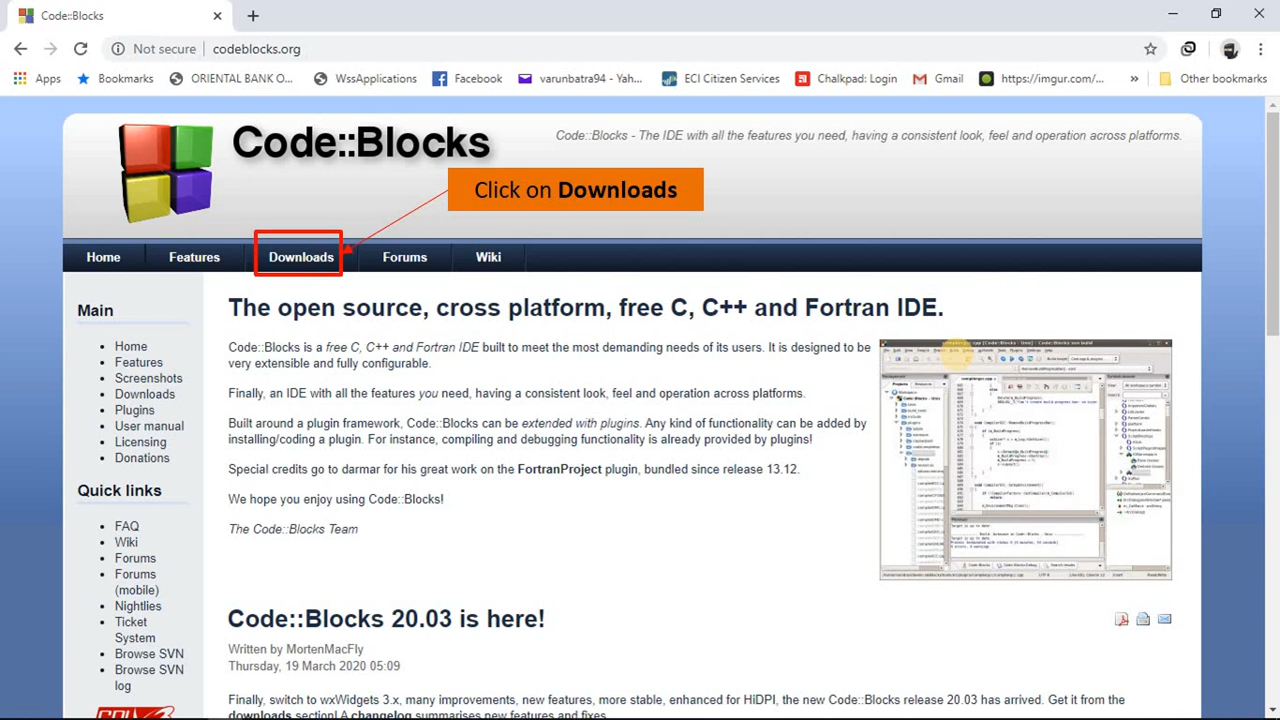 Code::Blocks
Not secure | codeblocks.org
Apps Bookmarks ORIENTAL BANK O... WssApplications Facebook varunbatra94 - Yah... ECI Citizen Services Chalkpad: Login Gmail https://imgur.com/... » Other bookmarks
Code::Blocks
Code::Blocks - The IDE with all the features you need, having a consistent look, feel and operation across platforms.
Click on Downloads
Home Features Downloads Forums Wiki
Main
Home
Features
Screenshots
Downloads
Plugins
User manual
Licensing
Donations
Quick links
FAQ
Wiki
Forums
Forums
(mobile)
Nightlies
Ticket
System
Browse SVN
Browse SVN
log
The open source, cross platform, free C, C++ and Fortran IDE.
Code::Blocks is a free C, C++ and Fortran IDE built to meet the most demanding needs of its users. It is designed to be
very extensible and fully configurable.
Finally, an IDE with all the features you need, having a consistent look, feel and operation across platforms.
Built around a plugin framework, Code::Blocks can be extended with plugins. Any kind of functionality can be added by
installing/coding a plugin. For instance, compiling and debugging functionality is already provided by plugins!
Special credits go to darmar for his great work on the FortranProject plugin, bundled since release 13.12.
We hope you enjoy using Code::Blocks!
The Code::Blocks Team
Code::Blocks 20.03 is here!
Written by MortenMacFly
Thursday, 19 March 2020 05:09
Finally, switch to wxWidgets 3.x, many improvements, new features, more stable, enhanced for HiDPI, the new Code::Blocks release 20.03 has arrived. Get it from the
downloads section! A changelog summarises new features and fixes.